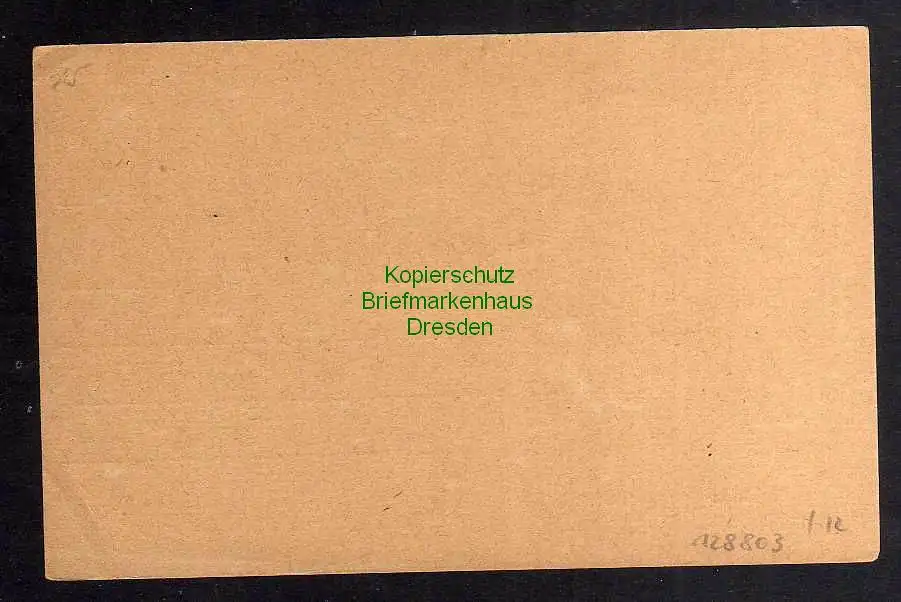 Kopierschutz
Briefmarkenhaus
Dresden
128803